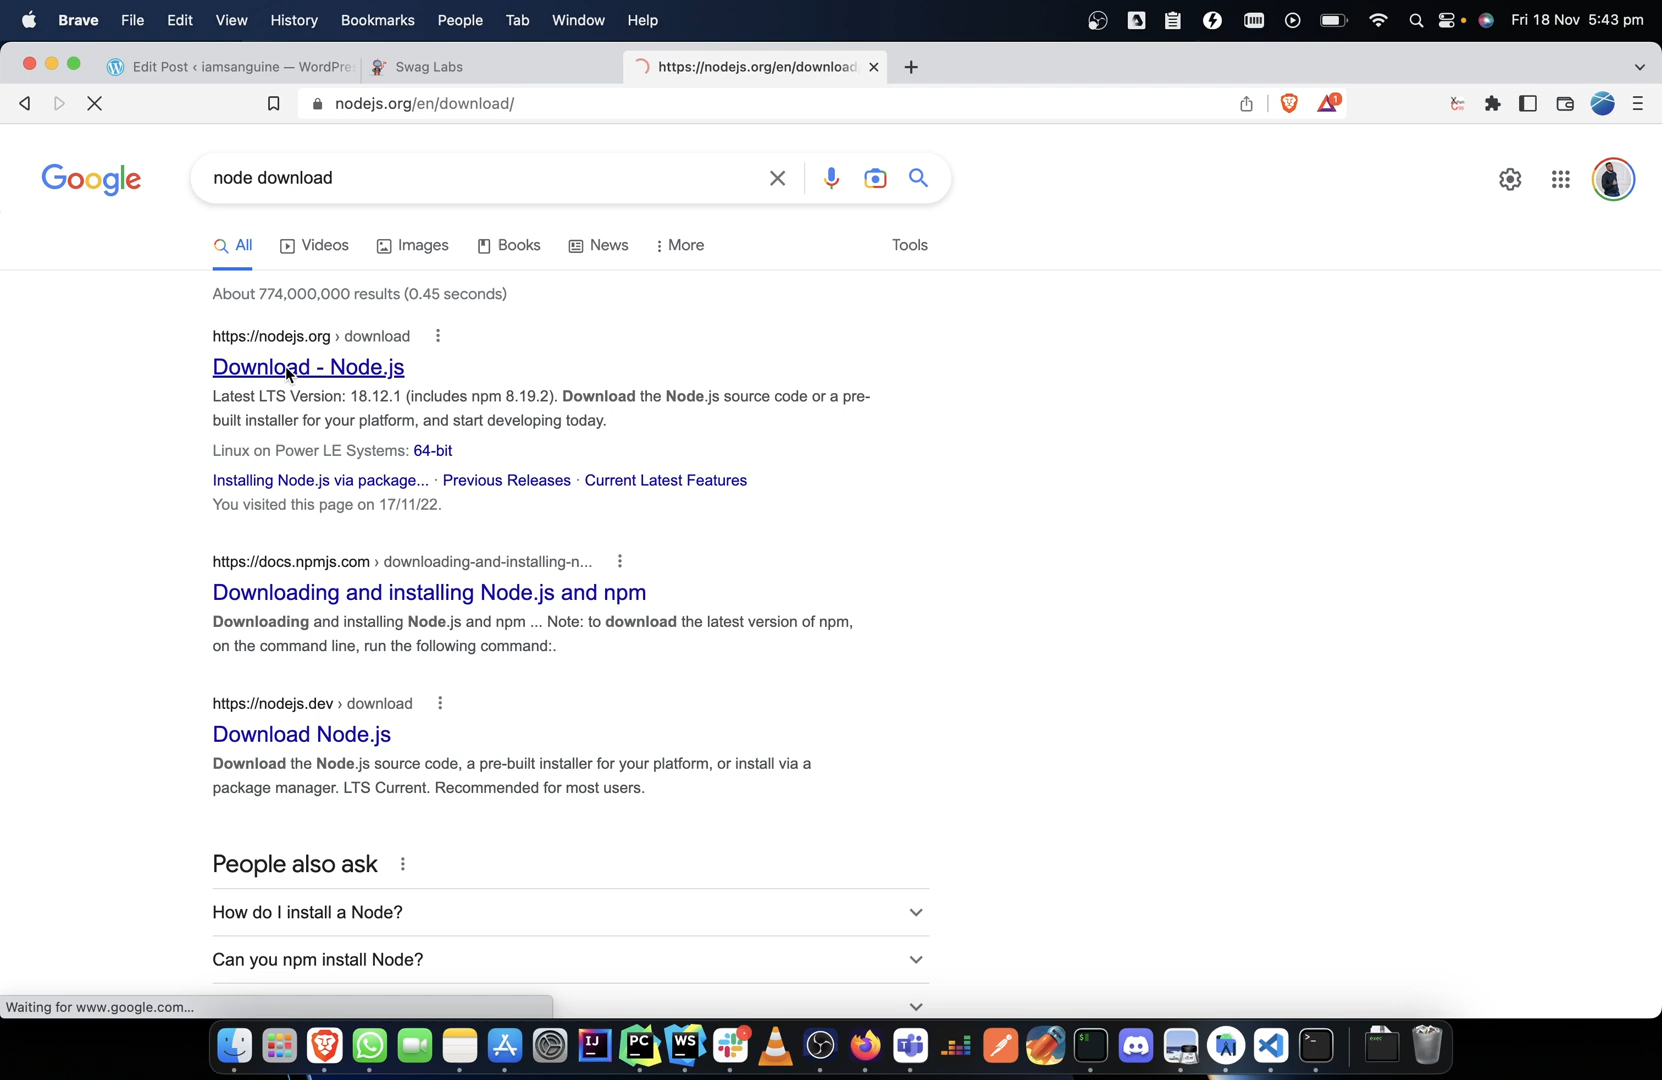 Brave File Edit View History Bookmarks People Tab Window Help Fri 18 Nov 5:43 pm
Edit Post ‹ iamsanguine — WordPre Swag Labs https://nodejs.org/en/download
nodejs.org/en/download/ 1
Google node download
All Videos Images Books News More Tools
About 774,000,000 results (0.45 seconds)
https://nodejs.org › download
Download - Node.js
Latest LTS Version: 18.12.1 (includes npm 8.19.2). Download the Node.js source code or a pre-
built installer for your platform, and start developing today.
Linux on Power LE Systems: 64-bit
Installing Node.js via package... · Previous Releases · Current Latest Features
You visited this page on 17/11/22.
https://docs.npmjs.com › downloading-and-installing-n...
Downloading and installing Node.js and npm
Downloading and installing Node.js and npm ... Note: to download the latest version of npm,
on the command line, run the following command:.
https://nodejs.dev › download
Download Node.js
Download the Node.js source code, a pre-built installer for your platform, or install via a
package manager. LTS Current. Recommended for most users.
People also ask
How do I install a Node?
Can you npm install Node?
Waiting for www.google.com...
IJ PC WS
exec